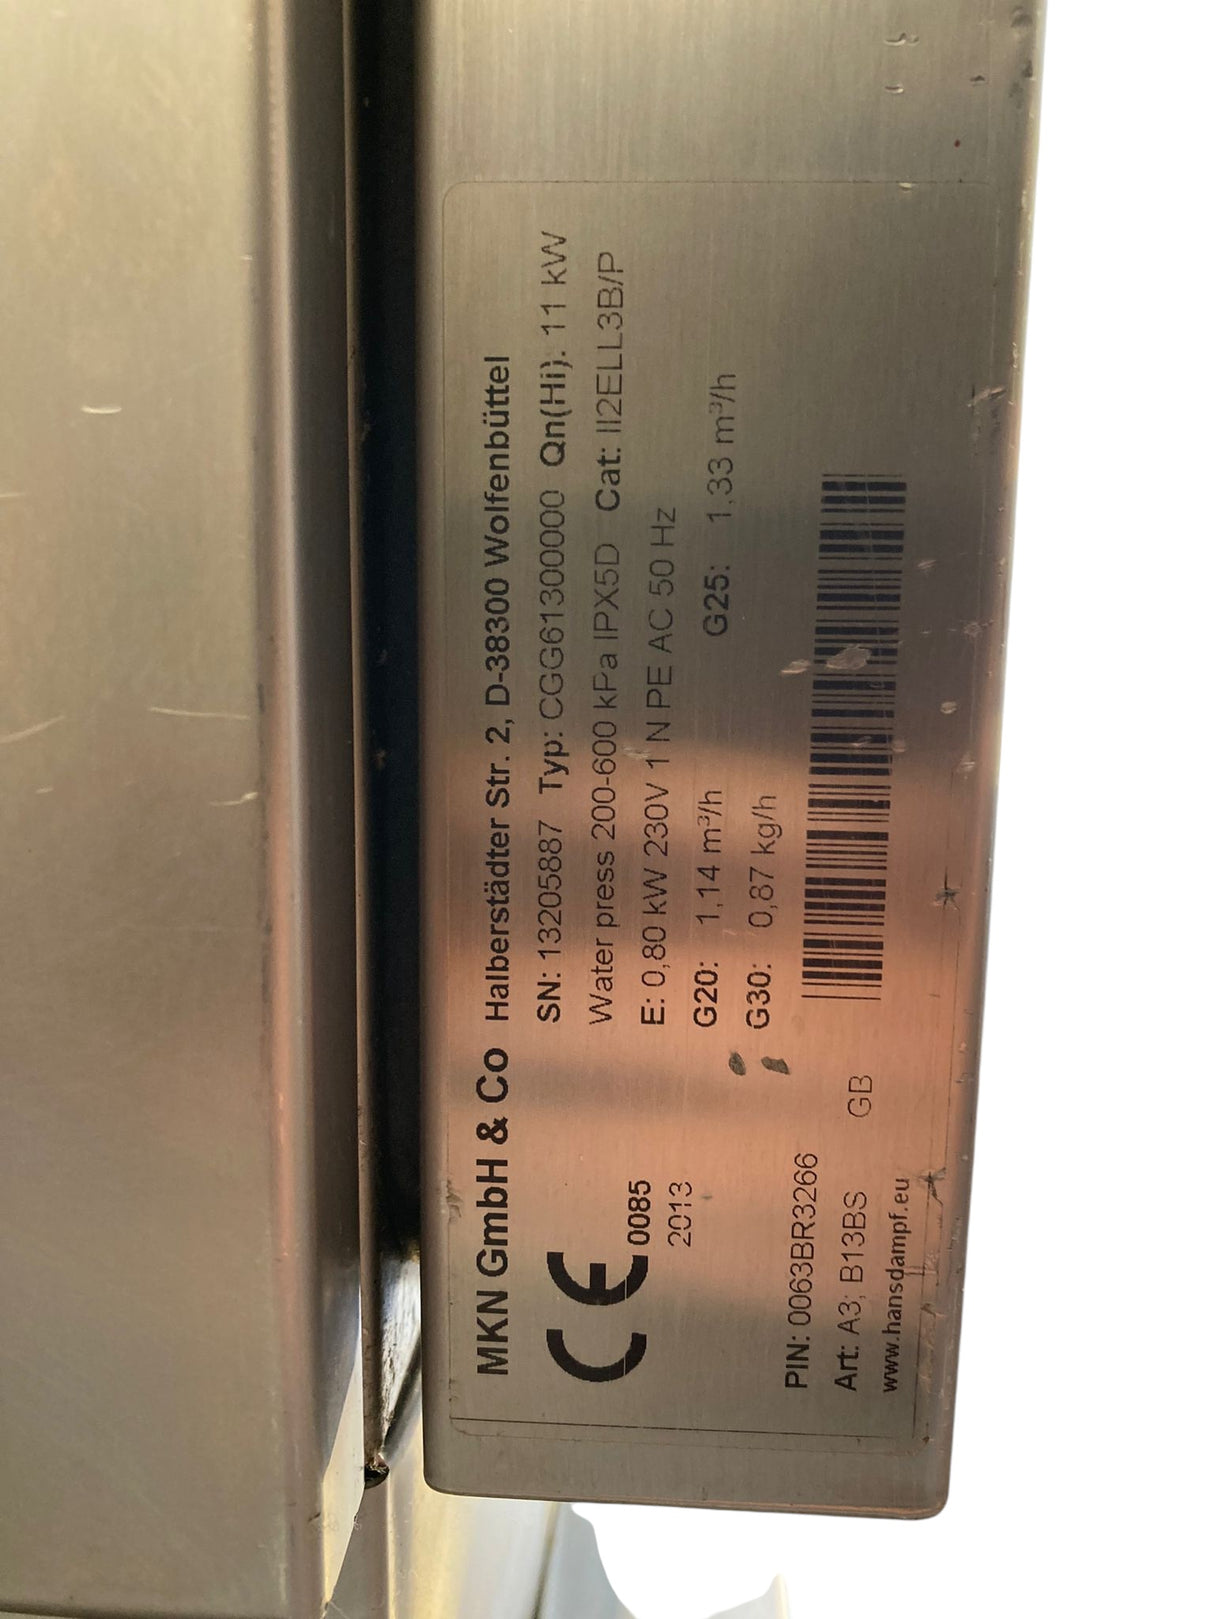 MKN GmbH & Co Halberstädter Str. 2, D-38300 Wolfenbüttel
SN: 13205887 Typ: CGG61300000 Qn(Hi). 11 kW
Water press 200-600 kPa IPX5D Cat: II2ELL3B/P
E: 0,80 kW 230V 1 N PE AC 50 Hz
G20: 1,14 m³/h G25: 1,33 m³/h
G30: 0,87 kg/h
CE 0085
2013
PIN: 0063BR3266
Art: A3; B13BS GB
www.hansdampf.eu